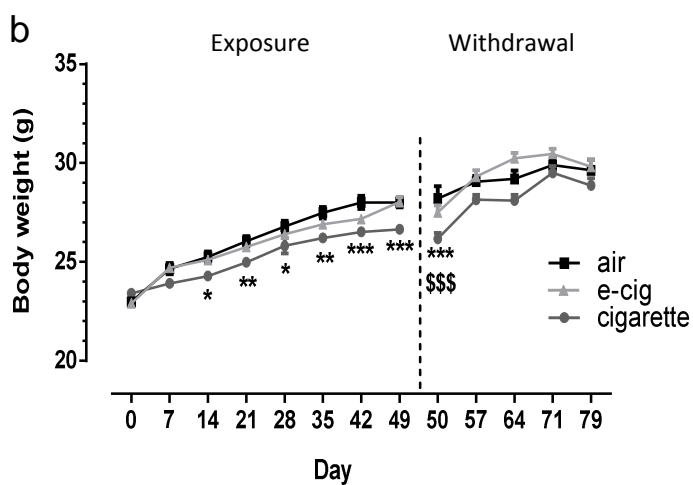 b
Exposure
Withdrawal
Body weight (g)
35
30
25
20
*
**
*
**
***
***
***
$$$
air
e-cig
cigarette
0 7 14 21 28 35 42 49 50 57 64 71 79
Day